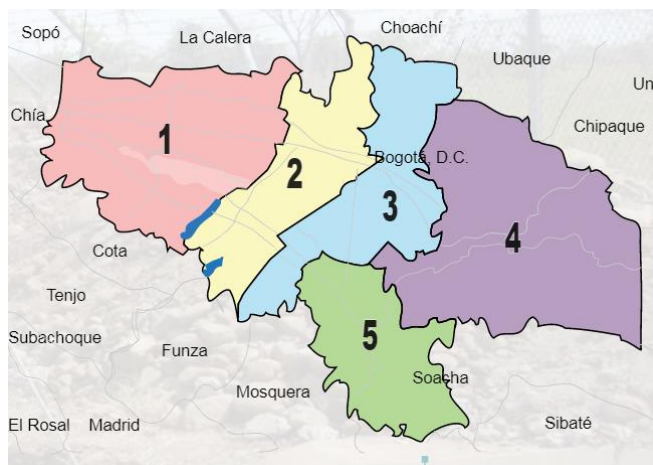 Sopó
La Calera
Choachí
Ubaque
Un
Chía
Chipaque
1
Bogotá, D.C.
2
3
4
Cota
Tenjo
Subachoque
Funza
5
Soacha
Mosquera
El Rosal
Madrid
Sibaté